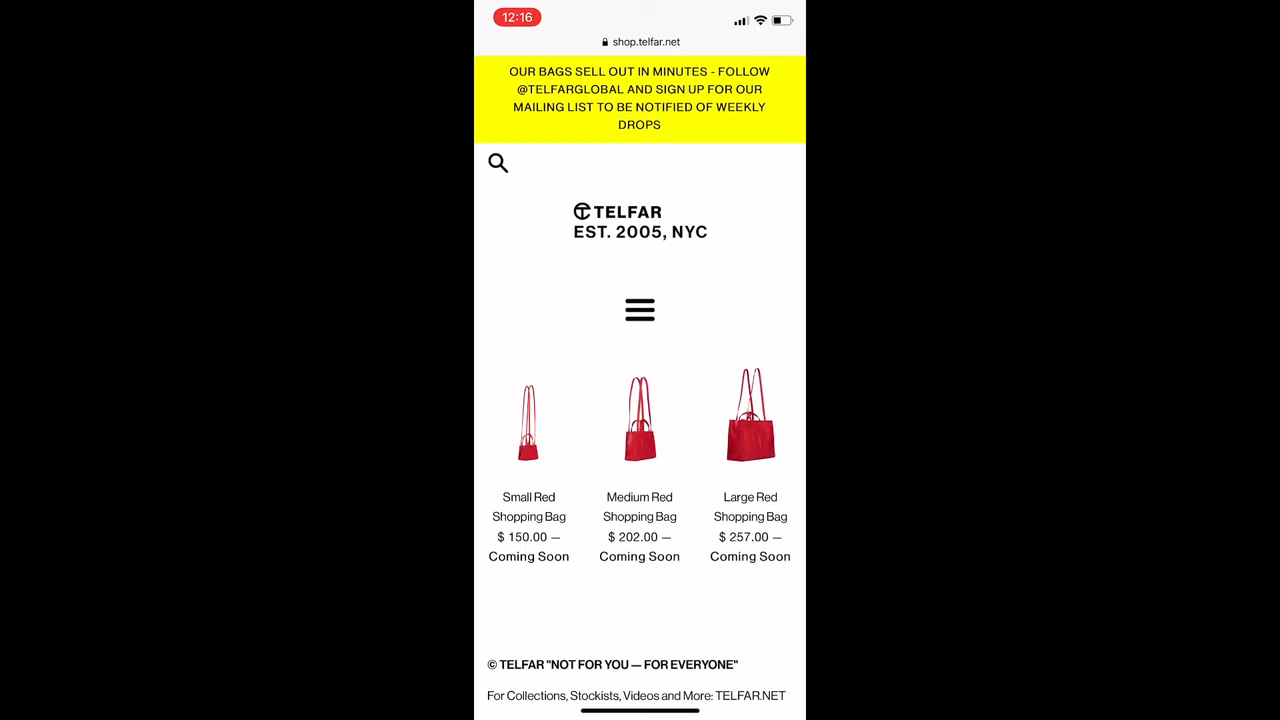 12:16
shop.telfar.net
OUR BAGS SELL OUT IN MINUTES - FOLLOW
@TELFARGLOBAL AND SIGN UP FOR OUR
MAILING LIST TO BE NOTIFIED OF WEEKLY
DROPS
TELFAR
EST. 2005, NYC
Small Red
Shopping Bag
$ 150.00 —
Coming Soon
Medium Red
Shopping Bag
$ 202.00 —
Coming Soon
Large Red
Shopping Bag
$ 257.00 —
Coming Soon
© TELFAR "NOT FOR YOU — FOR EVERYONE"
For Collections, Stockists, Videos and More: TELFAR.NET